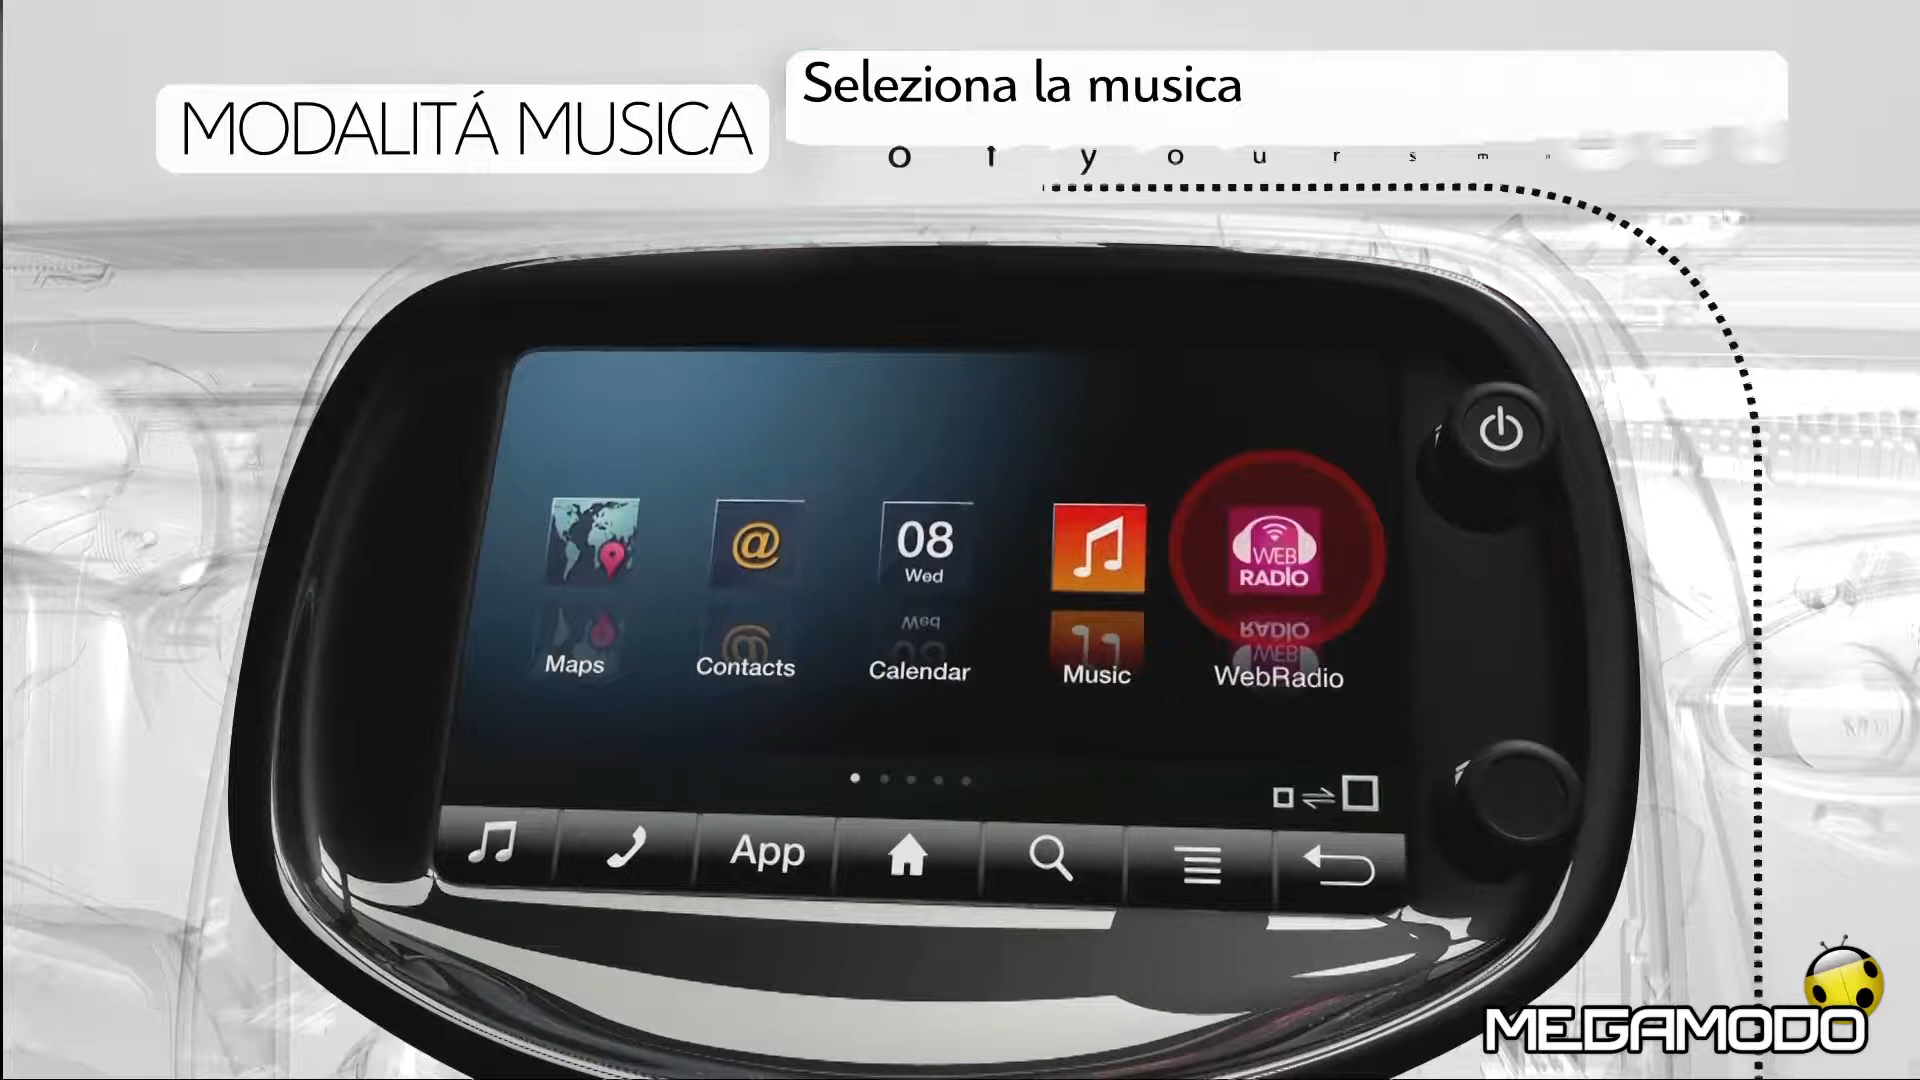 MODALITÁ MUSICA
Seleziona la musica
o f y o u r s m
08
Wed
WEB
RADIO
Maps
Contacts
Calendar
Music
WebRadio
App
MEGAMODO